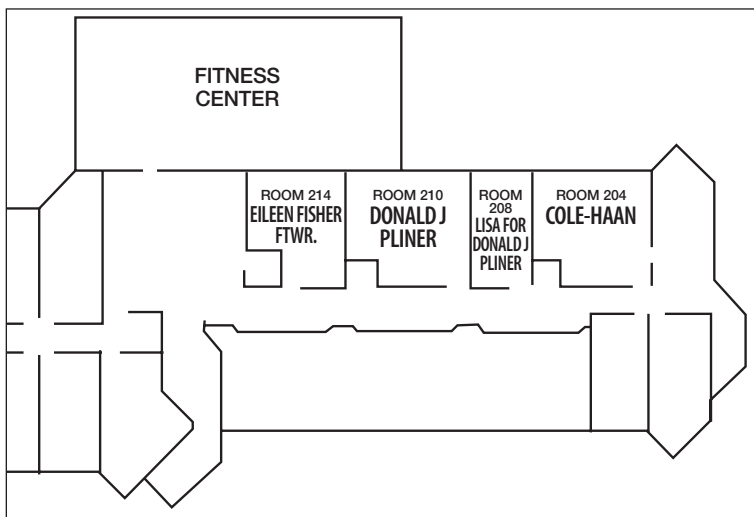 FITNESS
CENTER
ROOM 214
EILEEN FISHER
FTWR.
ROOM 210
DONALD J
PLINER
ROOM
208
LISA FOR
DONALD J
PLINER
ROOM 204
COLE-HAAN